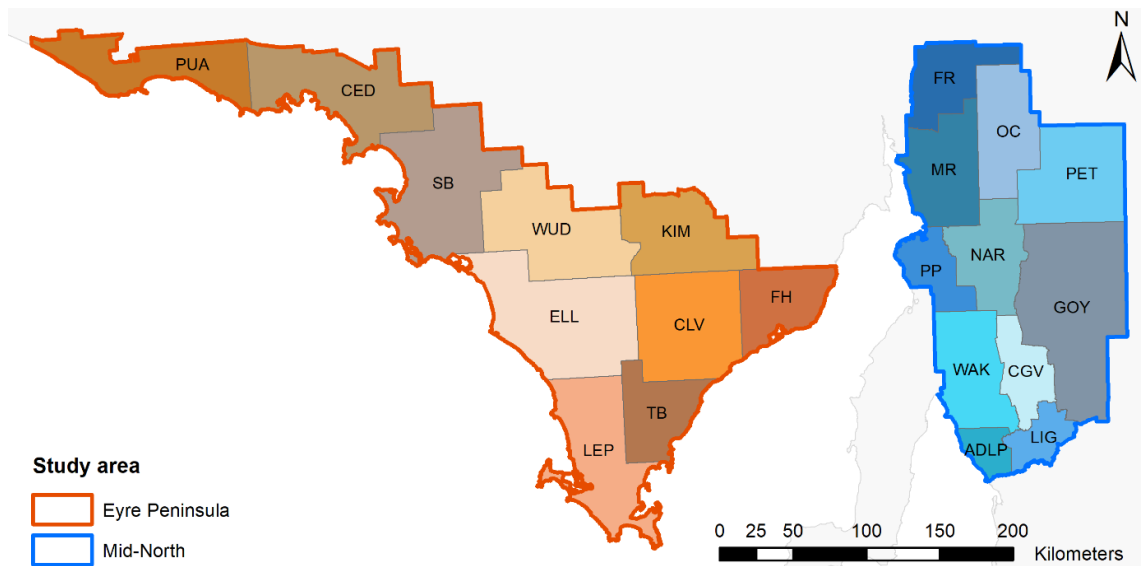 N
PUA
CED
SB
WUD
KIM
ELL
CLV
FH
TB
LEP
FR
OC
MR
PET
NAR
PP
GOY
WAK
CGV
ADLP
LIG
Study area
Eyre Peninsula
Mid-North
0 25 50 100 150 200
Kilometers